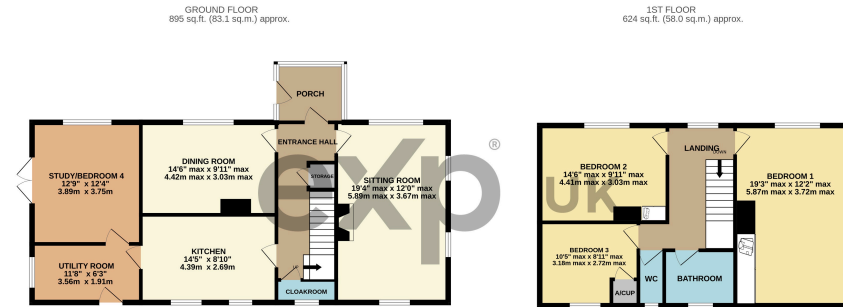 GROUND FLOOR
895 sq.ft. (83.1 sq.m.) approx.
PORCH
ENTRANCE HALL
DINING ROOM
14'6" max x 9'11" max
4.42m max x 3.03m max
STUDY/BEDROOM 4
12'9" x 12'4"
3.89m x 3.75m
STORAGE
SITTING ROOM
19'4" max x 12'0" max
5.89m max x 3.67m max
KITCHEN
14'5" x 8'10"
4.39m x 2.69m
UTILITY ROOM
11'8" x 6'3"
3.56m x 1.91m
UP
CLOAKROOM
1ST FLOOR
624 sq.ft. (58.0 sq.m.) approx.
LANDING
DOWN
BEDROOM 2
14'6" max x 9'11" max
4.41m max x 3.03m max
BEDROOM 1
19'3" max x 12'2" max
5.87m max x 3.72m max
BEDROOM 3
10'5" max x 8'11" max
3.18m max x 2.72m max
A/CUP
WC
BATHROOM
eXp UK
®